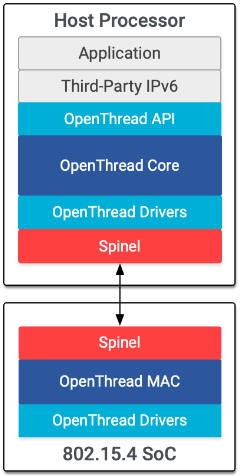 Host Processor
Application
Third-Party IPv6
OpenThread API
OpenThread Core
OpenThread Drivers
Spinel
Spinel
OpenThread MAC
OpenThread Drivers
802.15.4 SoC